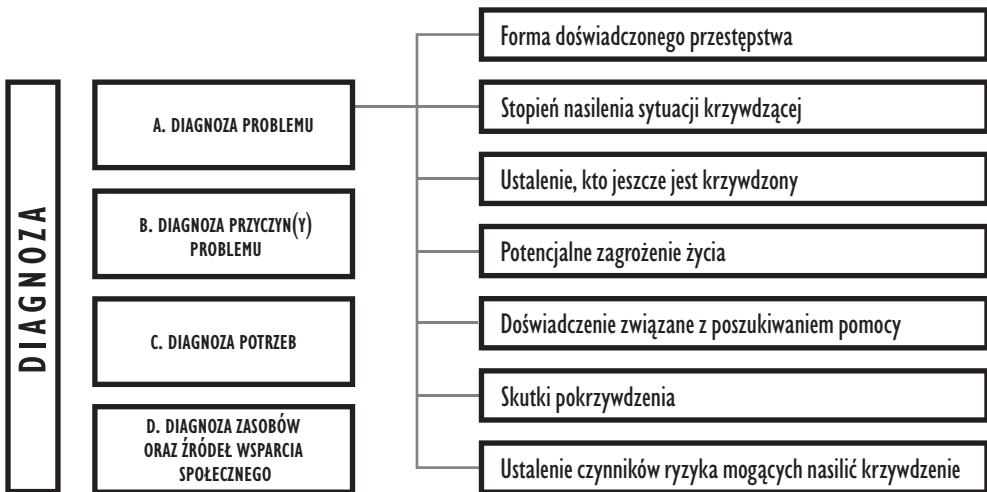 DIAGNOZA
A. DIAGNOZA PROBLEMU
B. DIAGNOZA PRZYCZYN(Y)
PROBLEMU
C. DIAGNOZA POTRZEB
D. DIAGNOZA ZASOBÓW
ORAZ ŹRÓDEŁ WSPARCIA
SPOŁECZNEGO
Forma doświadczonego przestępstwa
Stopień nasilenia sytuacji krzywdzącej
Ustalenie, kto jeszcze jest krzywdzony
Potencjalne zagrożenie życia
Doświadczenie związane z poszukiwaniem pomocy
Skutki pokrzywdzenia
Ustalenie czynników ryzyka mogących nasilić krzywdzenie